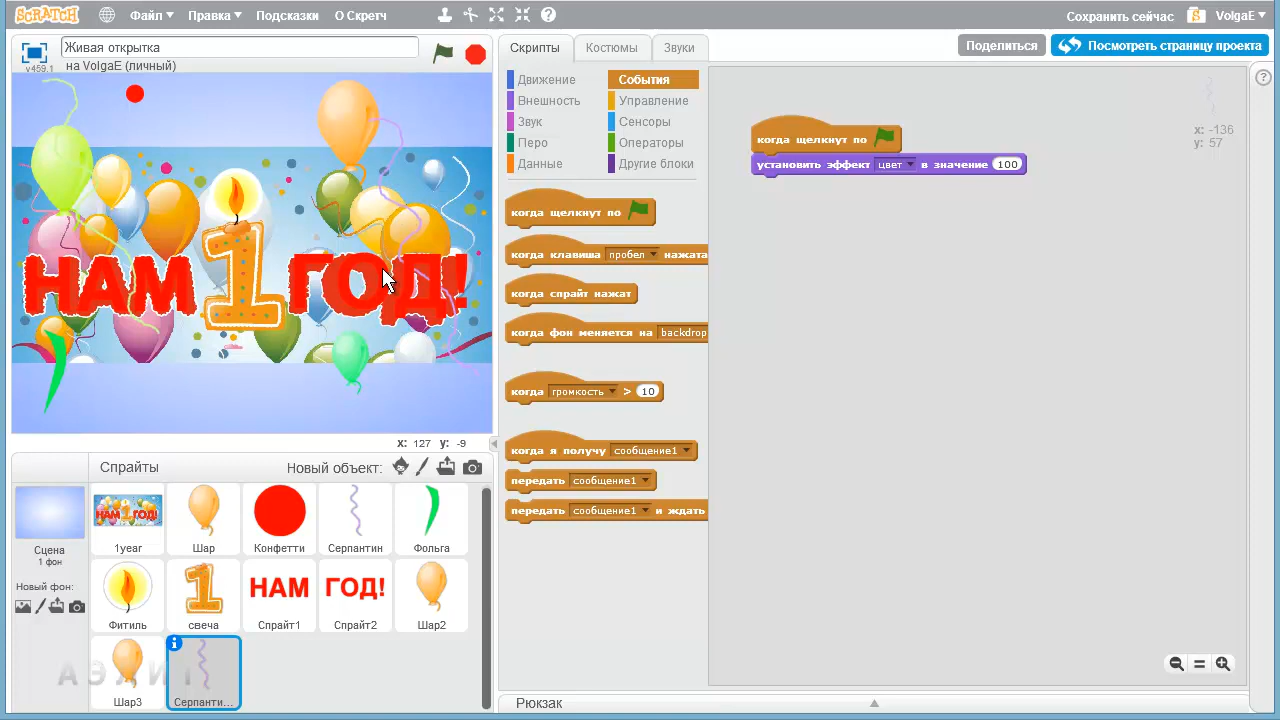 SCRATCH Файл Правка Подсказки О Скретч Сохранить сейчас VolgaE
v459.1 Живая открытка
на VolgaE (личный)
Скрипты Костюмы Звуки
Поделиться Посмотреть страницу проекта
НАМ 1 ГОД!
x: 127 y: -9
Движение События
Внешность Управление
Звук Сенсоры
Перо Операторы
Данные Другие блоки
когда щелкнут по
когда клавиша пробел нажата
когда спрайт нажат
когда фон меняется на backdrop
когда громкость > 10
когда я получу сообщение1
передать сообщение1
передать сообщение1 и ждать
когда щелкнут по
установить эффект цвет в значение 100
x: -136
y: 57
Спрайты Новый объект:
Сцена
1 фон
Новый фон:
НАМ 1 ГОД!
1year Шар Конфетти Серпантин Фольга
НАМ ГОД!
Фитиль свеча Спрайт1 Спрайт2 Шар2
Шар3 Серпанти...
Рюкзак